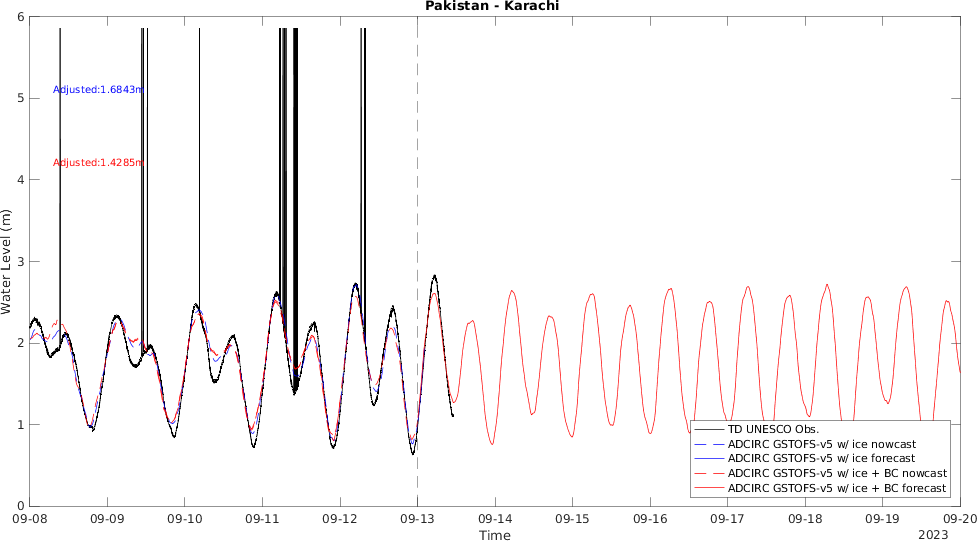 Pakistan - Karachi
6
5
4
3
2
1
0
Water Level (m)
Adjusted:1.6843m
Adjusted:1.4285m
TD UNESCO Obs.
ADCIRC GSTOFS-v5 w/ ice nowcast
ADCIRC GSTOFS-v5 w/ ice forecast
ADCIRC GSTOFS-v5 w/ ice + BC nowcast
ADCIRC GSTOFS-v5 w/ ice + BC forecast
09-08 09-09 09-10 09-11 09-12 09-13 09-14 09-15 09-16 09-17 09-18 09-19 09-20
Time
2023